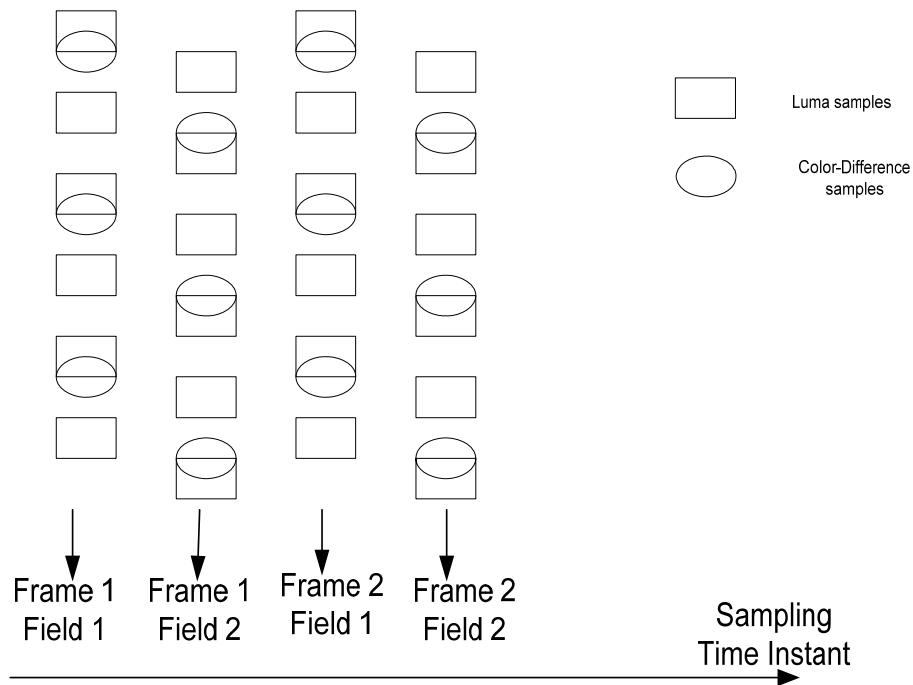 Luma samples
Color-Difference
samples
Frame 1
Field 1
Frame 1
Field 2
Frame 2
Field 1
Frame 2
Field 2
Sampling
Time Instant